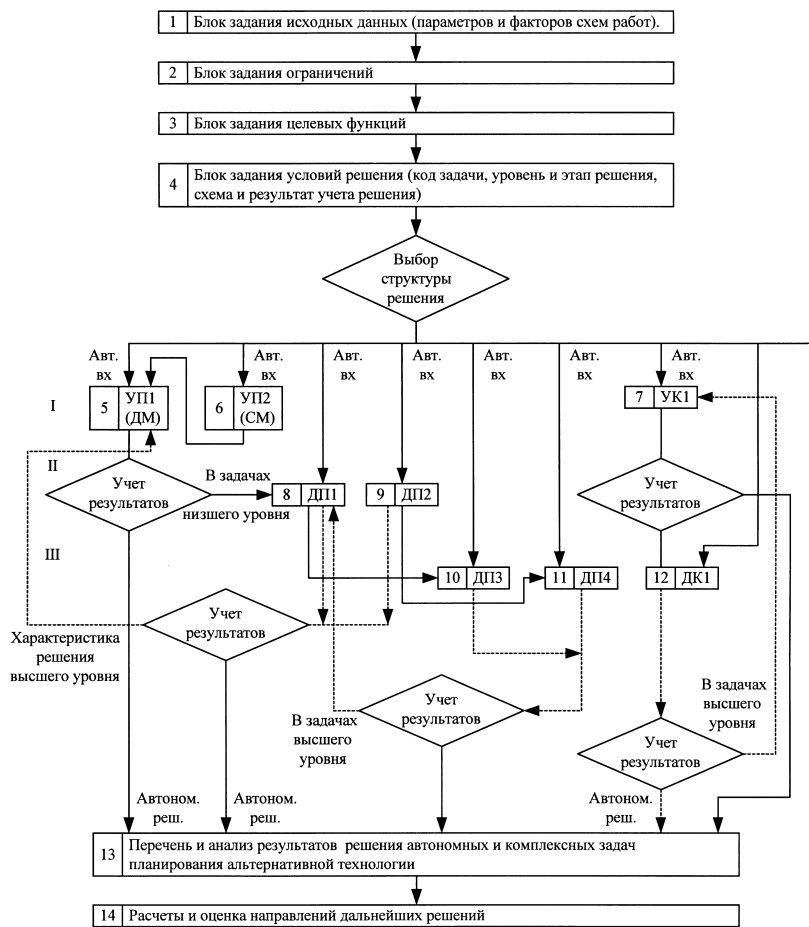 1 Блок задания исходных данных (параметров и факторов схем работ).
2 Блок задания ограничений
3 Блок задания целевых функций
4 Блок задания условий решения (код задачи, уровень и этап решения,
схема и результат учета решения)
Выбор
структуры
решения
Авт.
вх
Авт.
вх
Авт.
вх
Авт.
вх
Авт.
вх
Авт.
вх
Авт.
вх
I
5 УП1
(ДМ)
6 УП2
(СМ)
7 УК1
II
Учет
результатов
В задачах
низшего уровня
8 ДП1
9 ДП2
Учет
результатов
III
10 ДП3
11 ДП4
12 ДК1
Учет
результатов
Характеристика
решения
высшего уровня
Учет
результатов
В задачах
высшего
уровня
В задачах
высшего
уровня
Учет
результатов
Автоном.
реш.
Автоном.
реш.
Автоном.
реш.
13 Перечень и анализ результатов решения автономных и комплексных задач
планирования альтернативной технологии
14 Расчеты и оценка направлений дальнейших решений